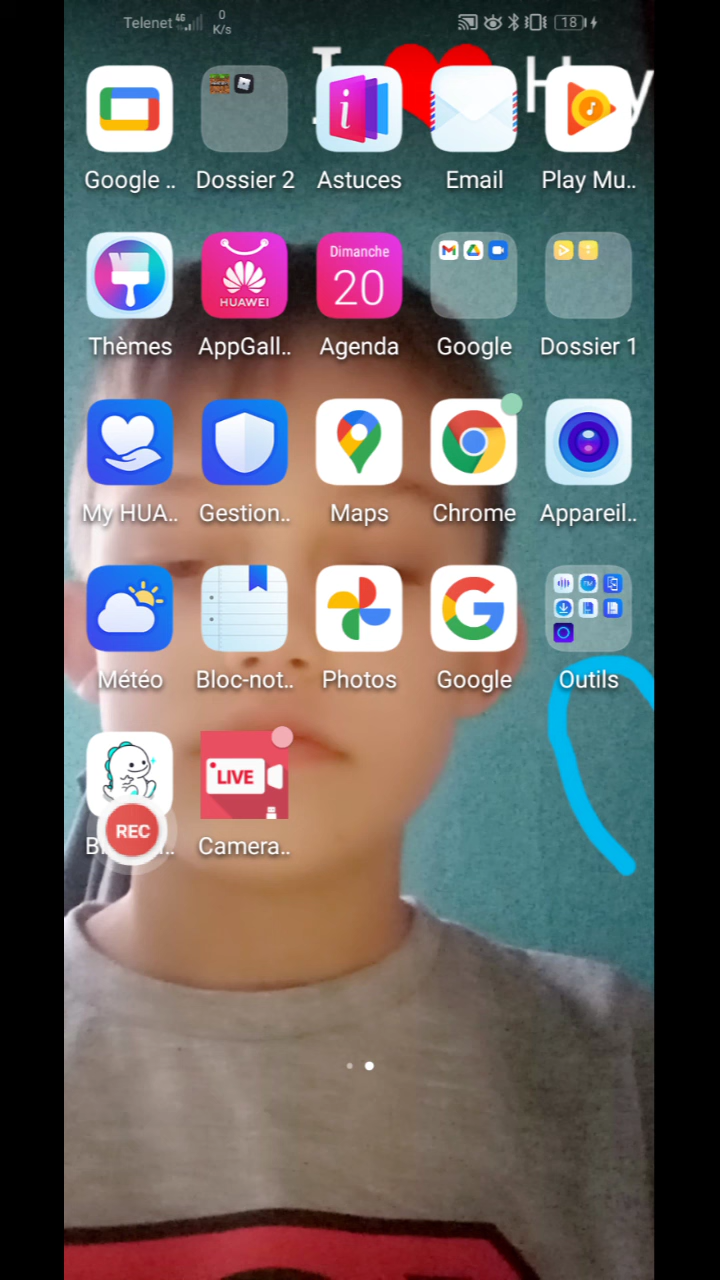 Telenet 4G 0 K/s 18
I ❤ H y
Google .. Dossier 2 Astuces Email Play Mu..
HUAWEI Dimanche 20
Thèmes AppGall.. Agenda Google Dossier 1
My HUA.. Gestion.. Maps Chrome Appareil..
Météo Bloc-not.. Photos Google Outils
LIVE
REC
Camera..